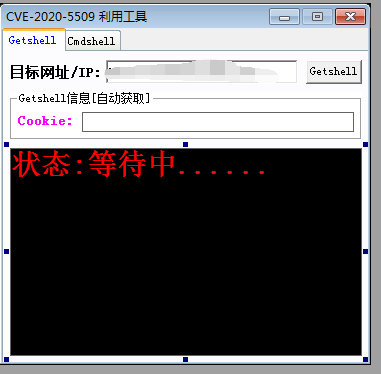 CVE-2020-5509 利用工具
Getshell Cmdshell
目标网址/IP: Getshell
Getshell信息[自动获取]
Cookie:
状态:等待中......